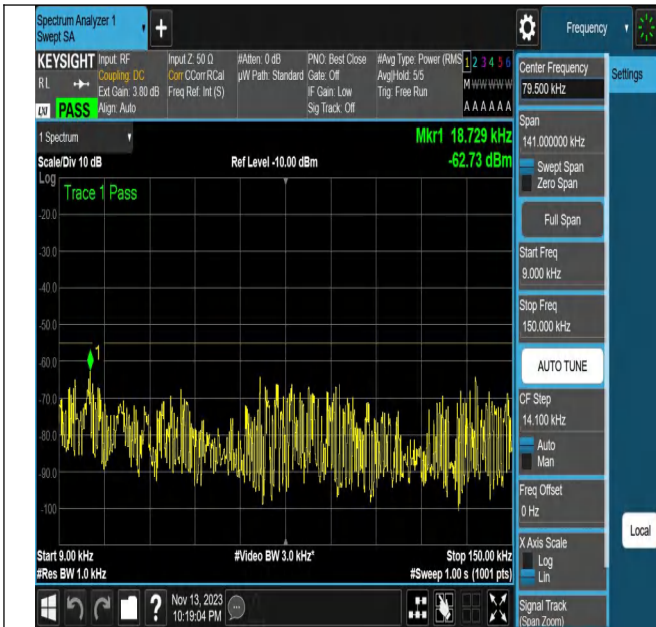 Spectrum Analyzer 1
Swept SA
Frequency
KEYSIGHT
RL
LXI
PASS
Input: RF
Coupling: DC
Ext Gain: 3.80 dB
Align: Auto
Input Z: 50 Ω
Corr CCorr RCal
Freq Ref: Int (S)
#Atten: 0 dB
µW Path: Standard
PNO: Best Close
Gate: Off
IF Gain: Low
Sig Track: Off
#Avg Type: Power (RMS
Avg|Hold: 5/5
Trig: Free Run
1 2 3 4 5 6
M W W W W W
A A A A A A
1 Spectrum
Scale/Div 10 dB
Ref Level -10.00 dBm
Mkr1 18.729 kHz
-62.73 dBm
Log
Trace 1 Pass
-20.0
-30.0
-40.0
-50.0
1
-60.0
-70.0
-80.0
-90.0
-100
Start 9.00 kHz
#Video BW 3.0 kHz*
Stop 150.00 kHz
#Res BW 1.0 kHz
#Sweep 1.00 s (1001 pts)
Nov 13, 2023
10:19:04 PM
Center Frequency
79.500 kHz
Settings
Span
141.000000 kHz
Swept Span
Zero Span
Full Span
Start Freq
9.000 kHz
Stop Freq
150.000 kHz
AUTO TUNE
CF Step
14.100 kHz
Auto
Man
Freq Offset
0 Hz
Local
X Axis Scale
Log
Lin
Signal Track
(Span Zoom)